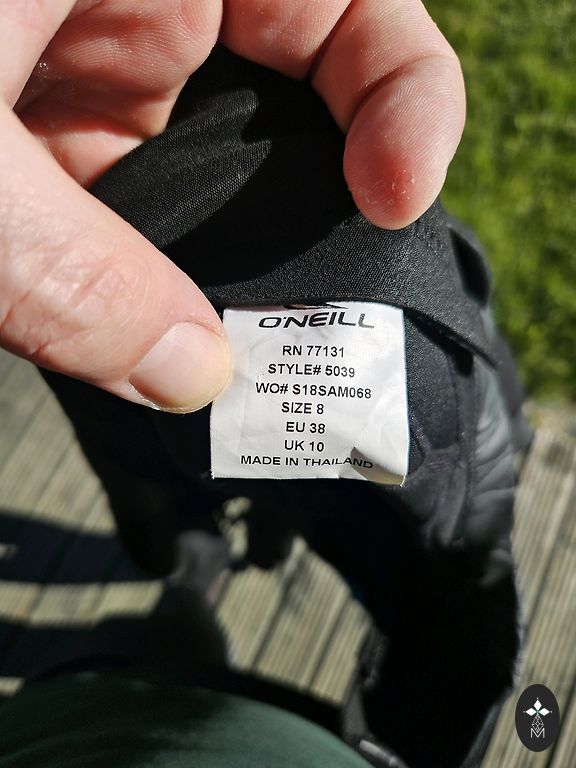 O'NEILL
RN 77131
STYLE# 5039
WO# S18SAM068
SIZE 8
EU 38
UK 10
MADE IN THAILAND
M